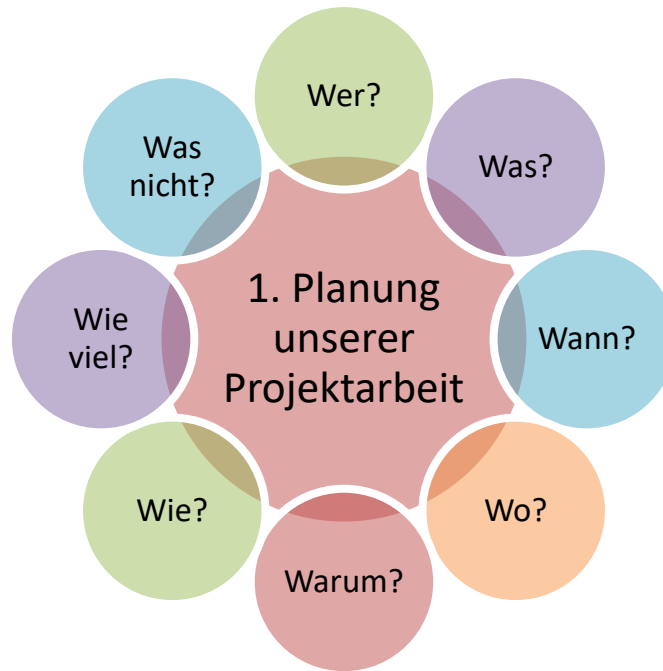 Wer?
Was?
Wann?
Wo?
Warum?
Wie?
Wie
viel?
Was
nicht?
1. Planung
unserer
Projektarbeit